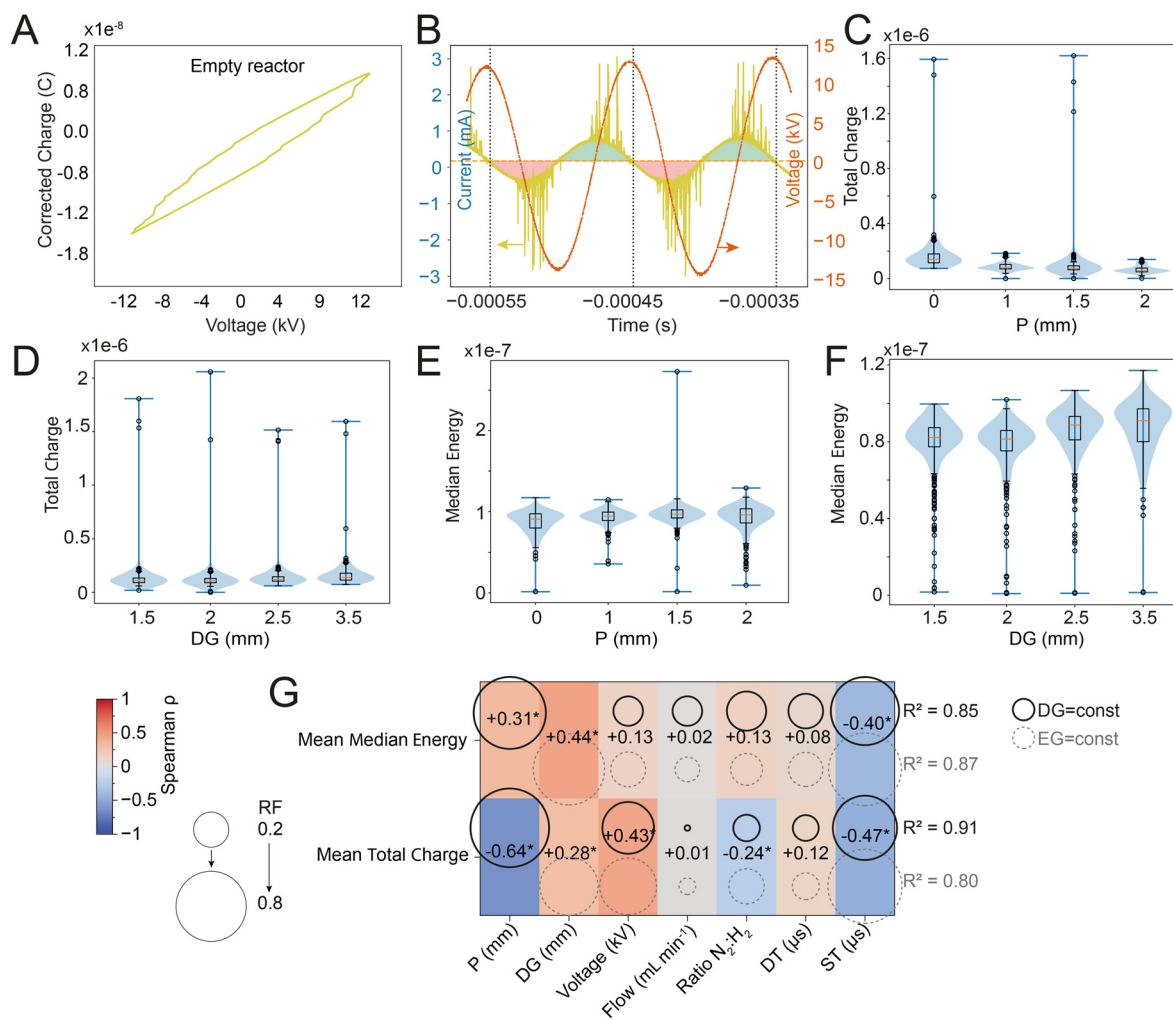 A
x1e⁻⁸
1.2
0.8
0.0
-0.8
-1.2
-1.8
Corrected Charge (C)
Empty reactor
-12 -9 -4 0 4 9 12
Voltage (kV)
B
3
2
1
0
−1
−2
−3
Current (mA)
15
10
5
0
−5
−10
−15
Voltage (kV)
−0.00055 −0.00045 −0.00035
Time (s)
C
x1e-6
1.6
1.2
0.6
0
Total Charge
0 1 1.5 2
P (mm)
D
x1e-6
2
1.5
1
0.5
0
Total Charge
1.5 2 2.5 3.5
DG (mm)
E
x1e-7
2
1
0
Median Energy
0 1 1.5 2
P (mm)
F
x1e-7
1.2
0.8
0.4
0
Median Energy
1.5 2 2.5 3.5
DG (mm)
G
1
0.5
0
−0.5
−1
Spearman ρ
RF
0.2
0.8
Mean Median Energy
+0.31* +0.44* +0.13 +0.02 +0.13 +0.08 -0.40*
R² = 0.85
R² = 0.87
Mean Total Charge
-0.64* +0.28* +0.43* +0.01 -0.24* +0.12 -0.47*
R² = 0.91
R² = 0.80
P (mm)
DG (mm)
Voltage (kV)
Flow (mL min⁻¹)
Ratio N₂:H₂
DT (µs)
ST (µs)
DG=const
EG=const